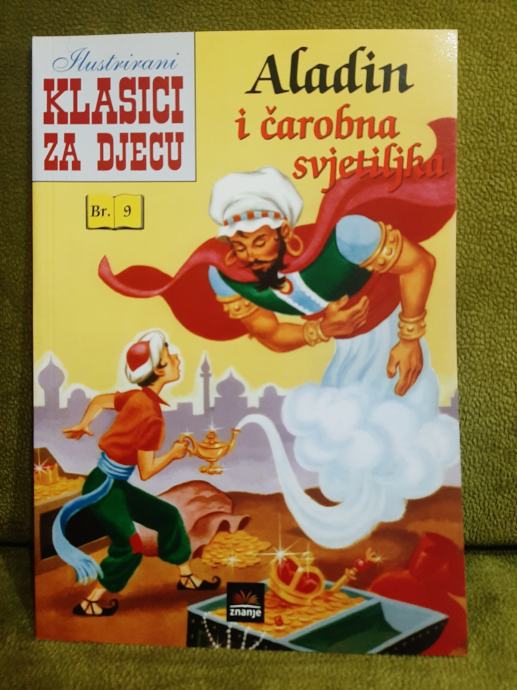 Ilustrirani
KLASICI
ZA DJECU
Br. 9
Aladin
i čarobna
svjetiljka
znanje